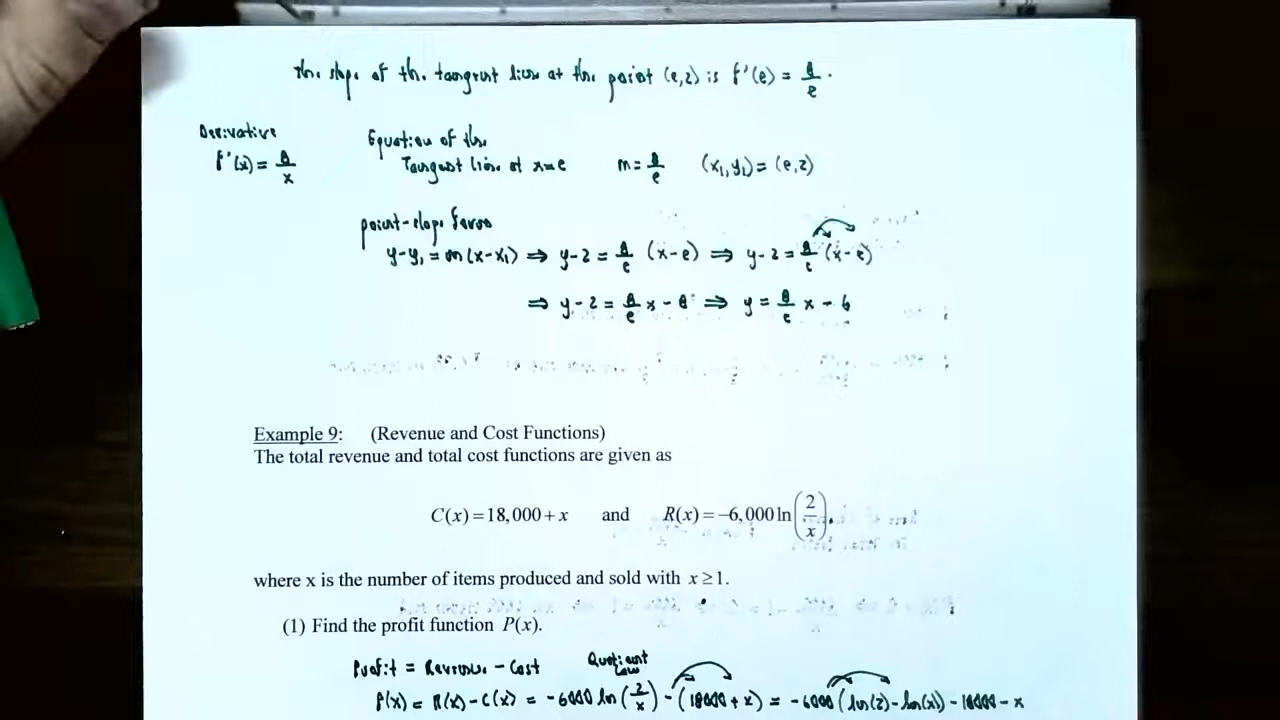 The slope of the tangent line at the point (e,2) is f'(e) = 8/e.
Derivative
f'(x) = 8/x
Equation of the
Tangent line at x=e m = 8/e (x₁,y₁) = (e,2)
point-slope form
y-y₁ = m(x-x₁) ⇒ y-2 = 8/e (x-e) ⇒ y-2 = 8/e (x-e)
⇒ y-2 = 8/e x - 8 ⇒ y = 8/e x - 6
Example 9: (Revenue and Cost Functions)
The total revenue and total cost functions are given as
C(x) = 18,000 + x and R(x) = -6,000 ln(2/x),
where x is the number of items produced and sold with x ≥ 1.
(1) Find the profit function P(x).
Profit = Revenue - Cost Quotient
Law
P(x) = R(x) - C(x) = -6000 ln(2/x) - (18000 + x) = -6000 (ln(2) - ln(x)) - 18000 - x